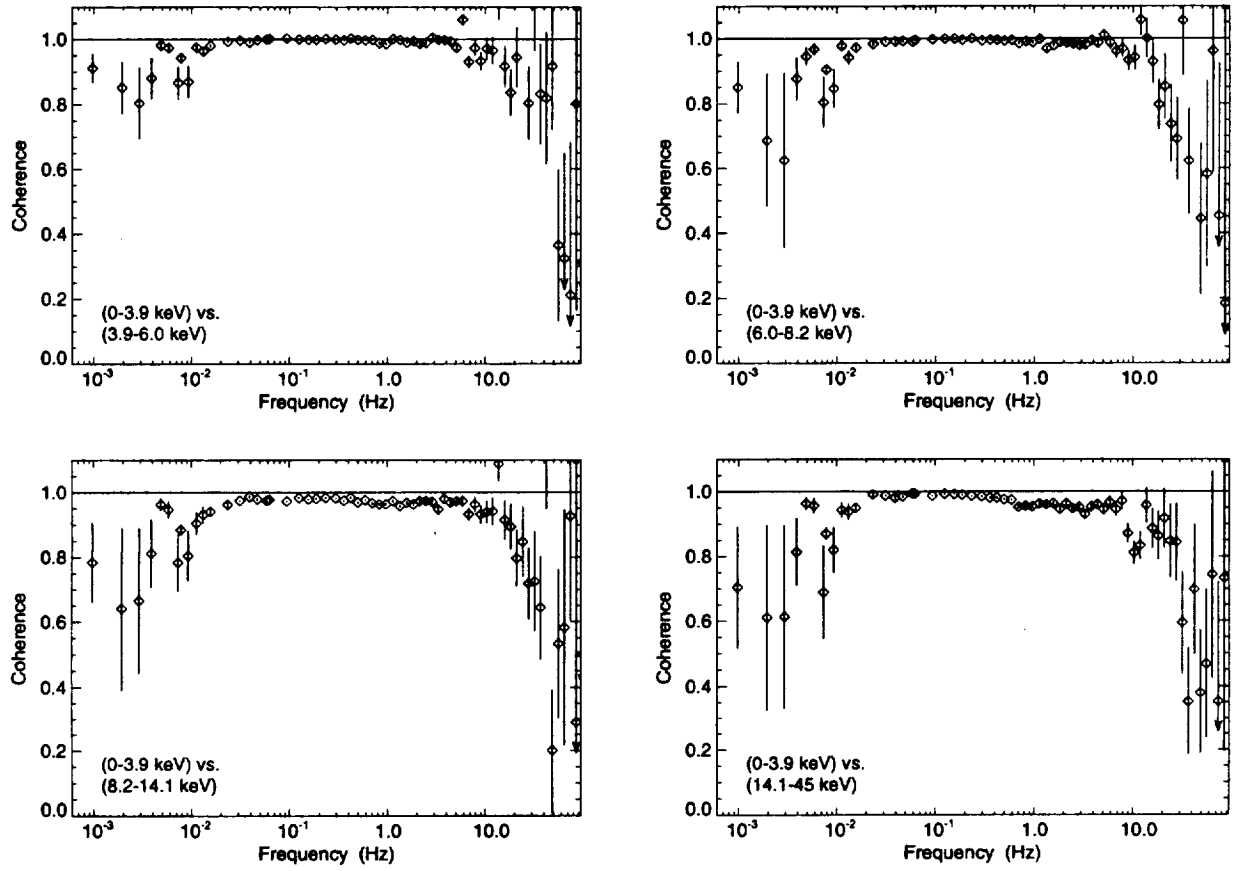 1.0
0.8
0.6
0.4
0.2
0.0
Coherence
(0-3.9 keV) vs.
(3.9-6.0 keV)
10^-3
10^-2
10^-1
1.0
10.0
Frequency (Hz)
1.0
0.8
0.6
0.4
0.2
0.0
Coherence
(0-3.9 keV) vs.
(6.0-8.2 keV)
10^-3
10^-2
10^-1
1.0
10.0
Frequency (Hz)
1.0
0.8
0.6
0.4
0.2
0.0
Coherence
(0-3.9 keV) vs.
(8.2-14.1 keV)
10^-3
10^-2
10^-1
1.0
10.0
Frequency (Hz)
1.0
0.8
0.6
0.4
0.2
0.0
Coherence
(0-3.9 keV) vs.
(14.1-45 keV)
10^-3
10^-2
10^-1
1.0
10.0
Frequency (Hz)